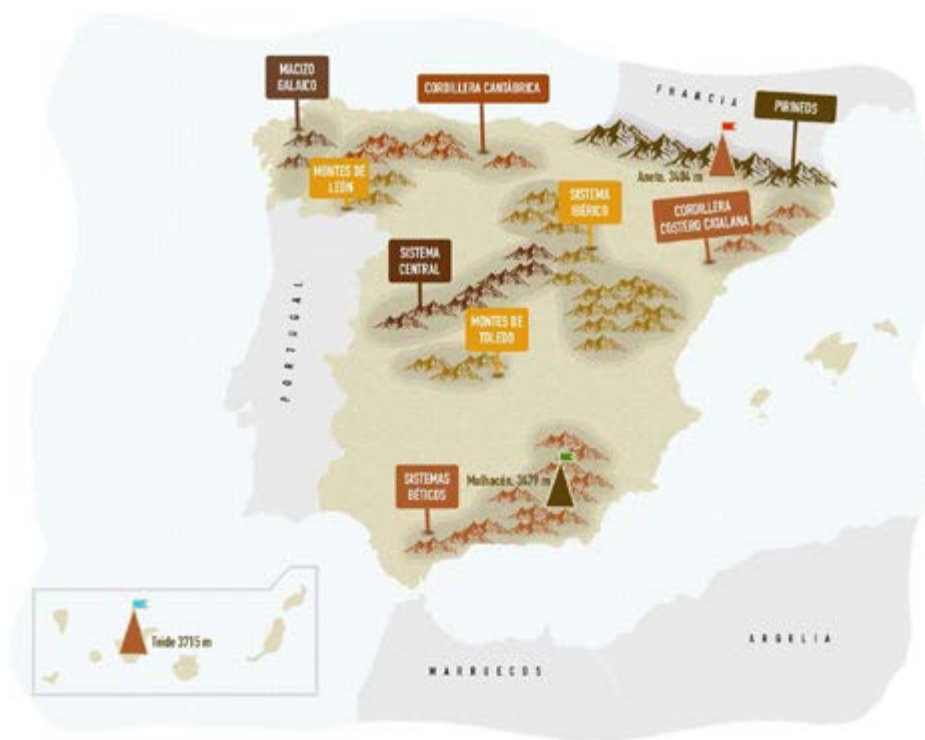 MACIZO
GALAICO
CORDILLERA CANTÁBRICA
FRANCIA
PIRINEOS
Aneto, 3404 m
MONTES DE
LEÓN
SISTEMA
IBÉRICO
CORDILLERA
COSTERO CATALANA
SISTEMA
CENTRAL
PORTUGAL
MONTES DE
TOLEDO
SISTEMAS
BÉTICOS
Mulhacén, 3479 m
Teide 3715 m
ARGELIA
MARRUECOS